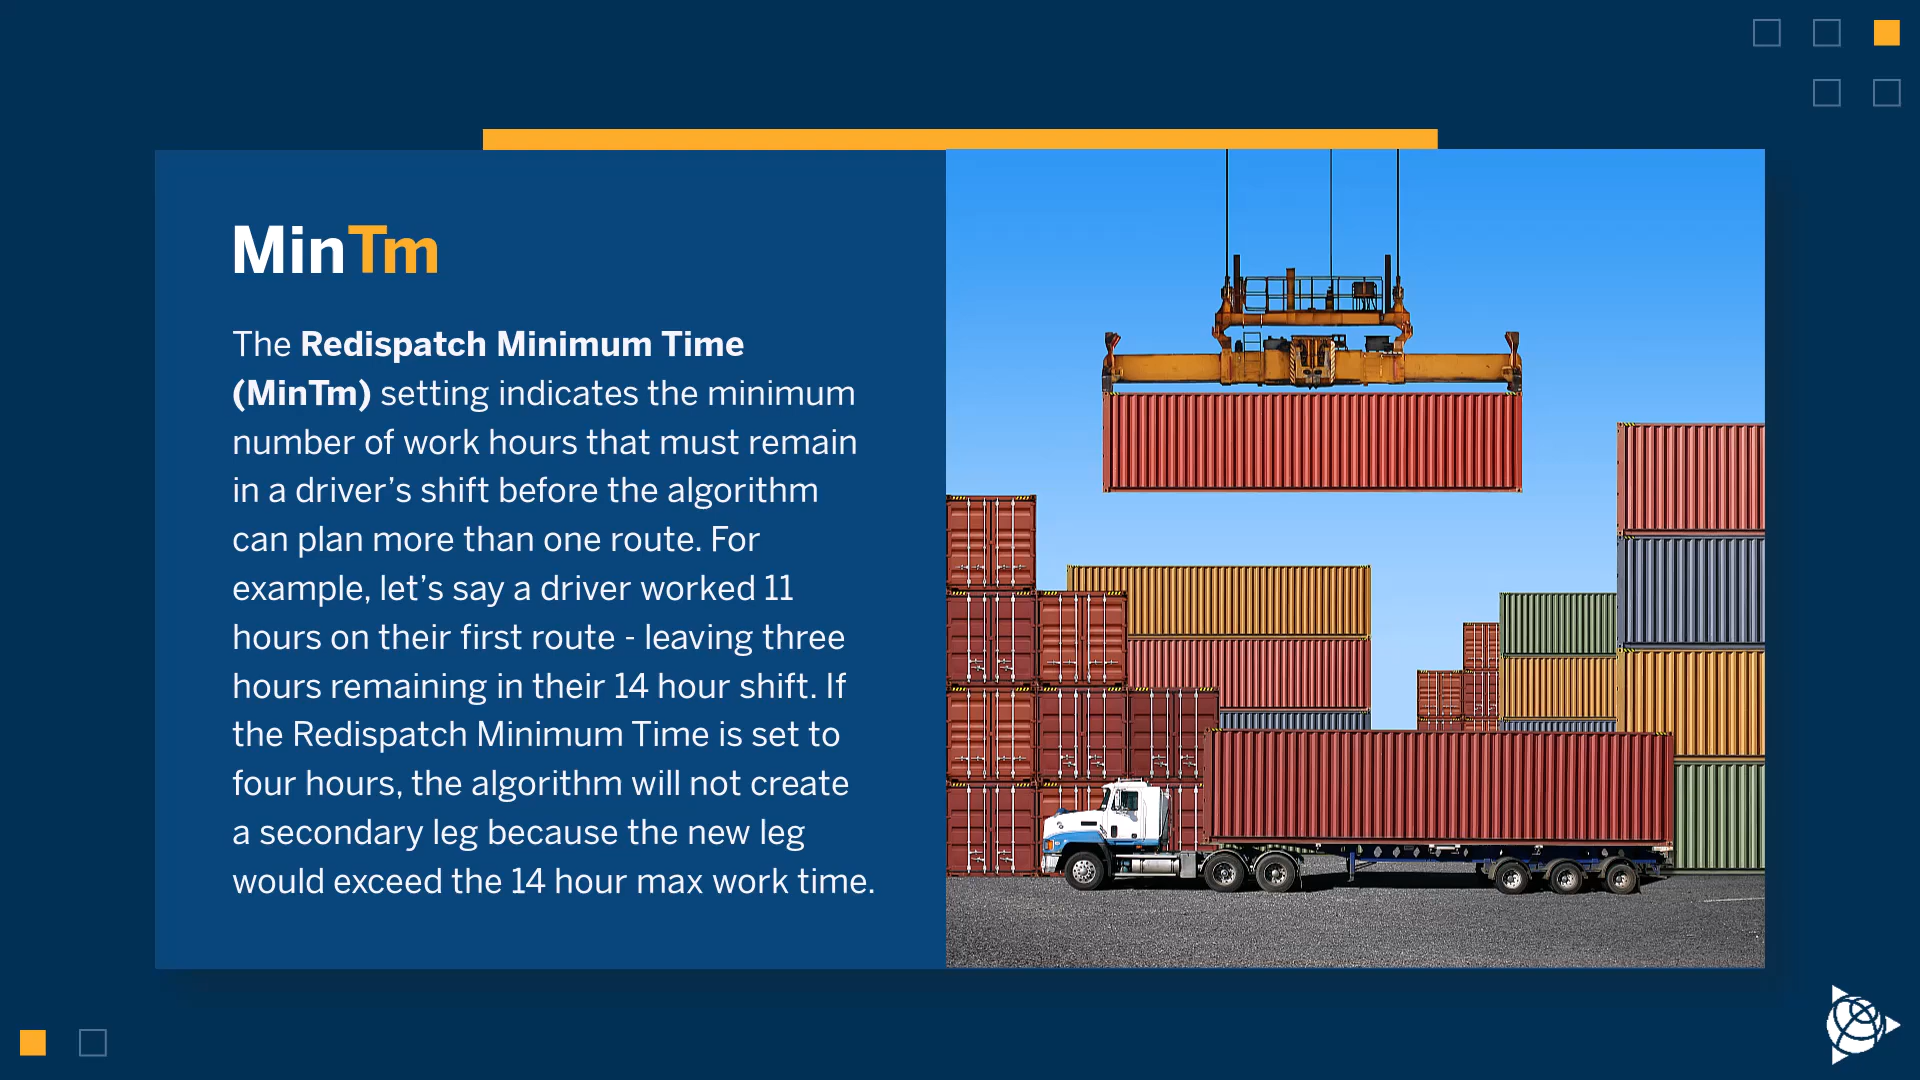 MinTm
The Redispatch Minimum Time
(MinTm) setting indicates the minimum
number of work hours that must remain
in a driver’s shift before the algorithm
can plan more than one route. For
example, let’s say a driver worked 11
hours on their first route - leaving three
hours remaining in their 14 hour shift. If
the Redispatch Minimum Time is set to
four hours, the algorithm will not create
a secondary leg because the new leg
would exceed the 14 hour max work time.